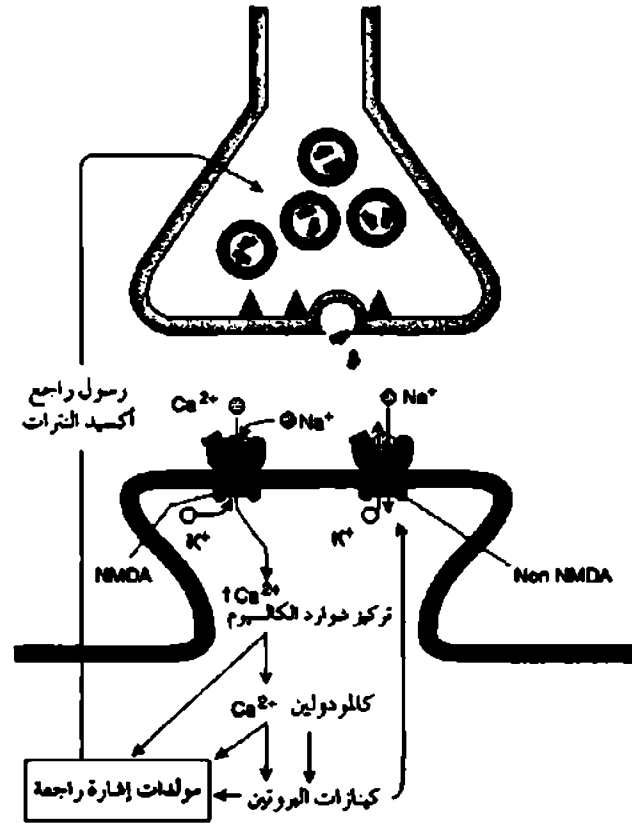 رسول راجع
أكسيد النترات
Ca²⁺
Na⁺
Na⁺
K⁺
K⁺
NMDA
Non NMDA
↑Ca²⁺
تركيز شوارد الكالسيوم
Ca²⁺ كالمودولين
مولدات إشارة راجعة
كينازات البروتين